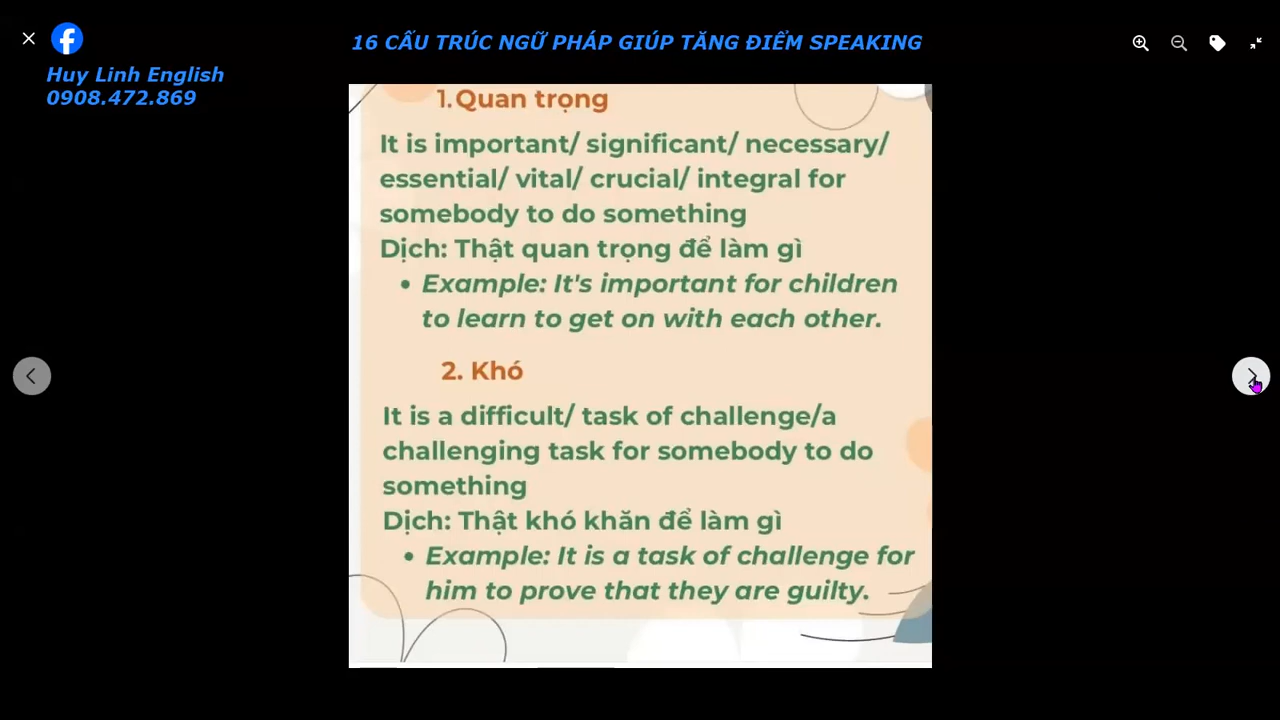 16 CẤU TRÚC NGỮ PHÁP GIÚP TĂNG ĐIỂM SPEAKING
Huy Linh English
0908.472.869
1. Quan trọng
It is important/ significant/ necessary/
essential/ vital/ crucial/ integral for
somebody to do something
Dịch: Thật quan trọng để làm gì
• Example: It's important for children
to learn to get on with each other.
2. Khó
It is a difficult/ task of challenge/a
challenging task for somebody to do
something
Dịch: Thật khó khăn để làm gì
• Example: It is a task of challenge for
him to prove that they are guilty.